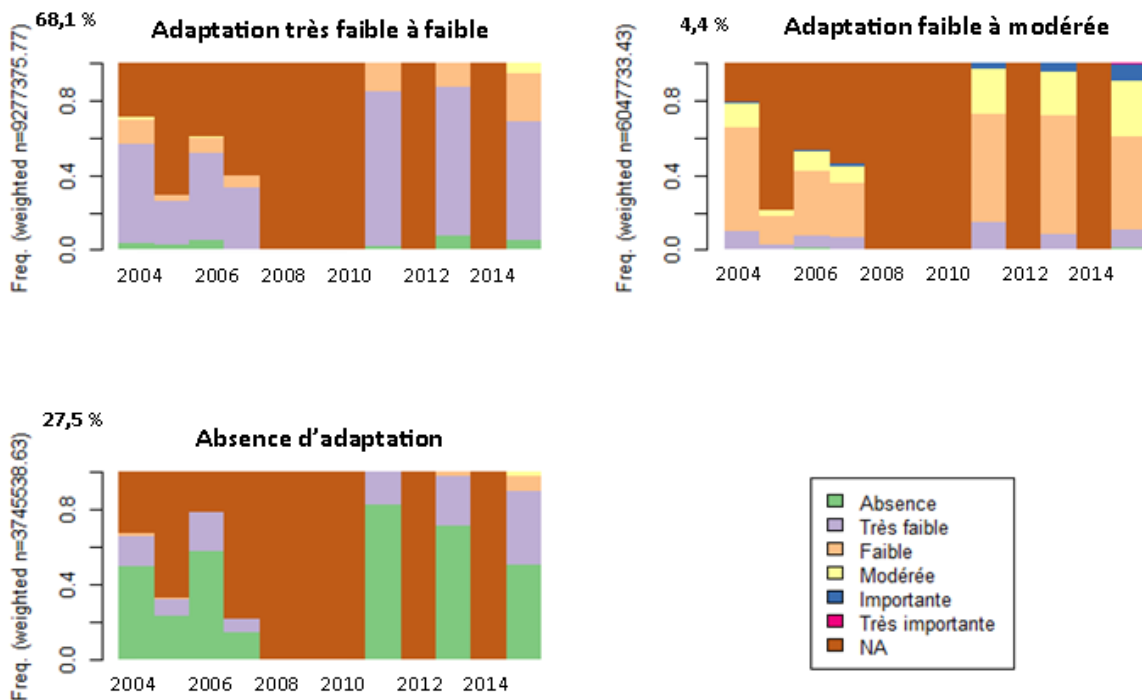 68,1 %
Adaptation très faible à faible
Freq. (weighted n=9277375.77)
0.0 0.4 0.8
2004 2006 2008 2010 2012 2014
4,4 %
Adaptation faible à modérée
Freq. (weighted n=6047733.43)
0.0 0.4 0.8
2004 2006 2008 2010 2012 2014
27,5 %
Absence d’adaptation
Freq. (weighted n=3745538.63)
0.0 0.4 0.8
2004 2006 2008 2010 2012 2014
Absence
Très faible
Faible
Modérée
Importante
Très importante
NA